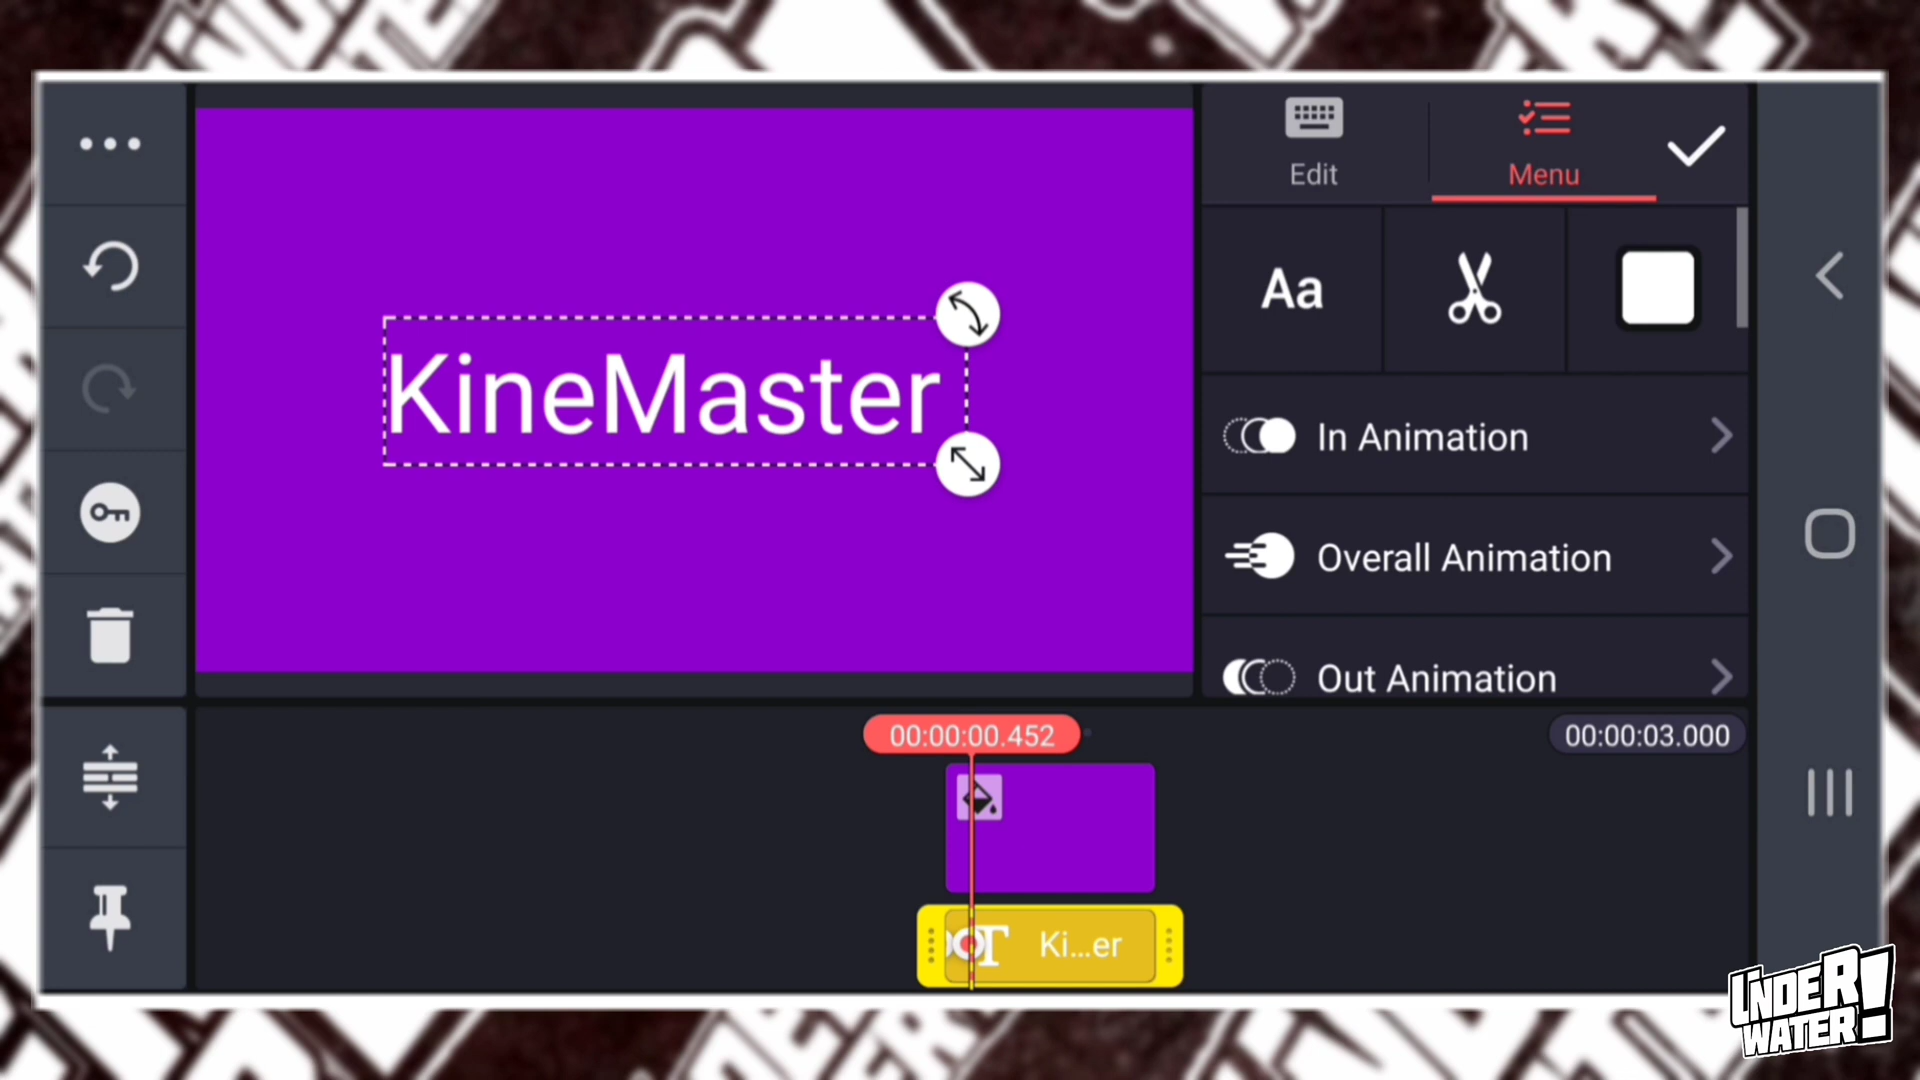 Edit
Menu
Aa
KineMaster
In Animation
Overall Animation
Out Animation
00:00:00.452
00:00:03.000
T
Ki...er
UNDER
WATER!